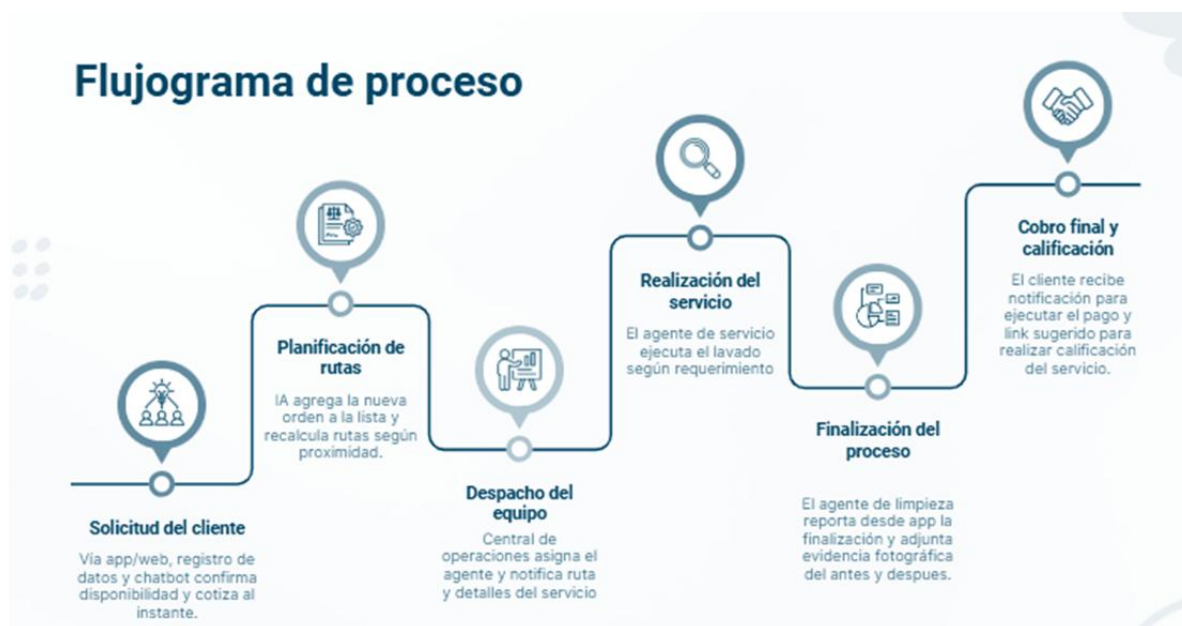 Flujograma de proceso
Solicitud del cliente
Vía app/web, registro de
datos y chatbot confirma
disponibilidad y cotiza al
instante.
Planificación de
rutas
IA agrega la nueva
orden a la lista y
recalcula rutas según
proximidad.
Despacho del
equipo
Central de
operaciones asigna el
agente y notifica ruta
y detalles del servicio
Realización del
servicio
El agente de servicio
ejecuta el lavado
según requerimiento
Finalización del
proceso
El agente de limpieza
reporta desde app la
finalización y adjunta
evidencia fotográfica
del antes y despues.
Cobro final y
calificación
El cliente recibe
notificación para
ejecutar el pago y
link sugerido para
realizar calificación
del servicio.